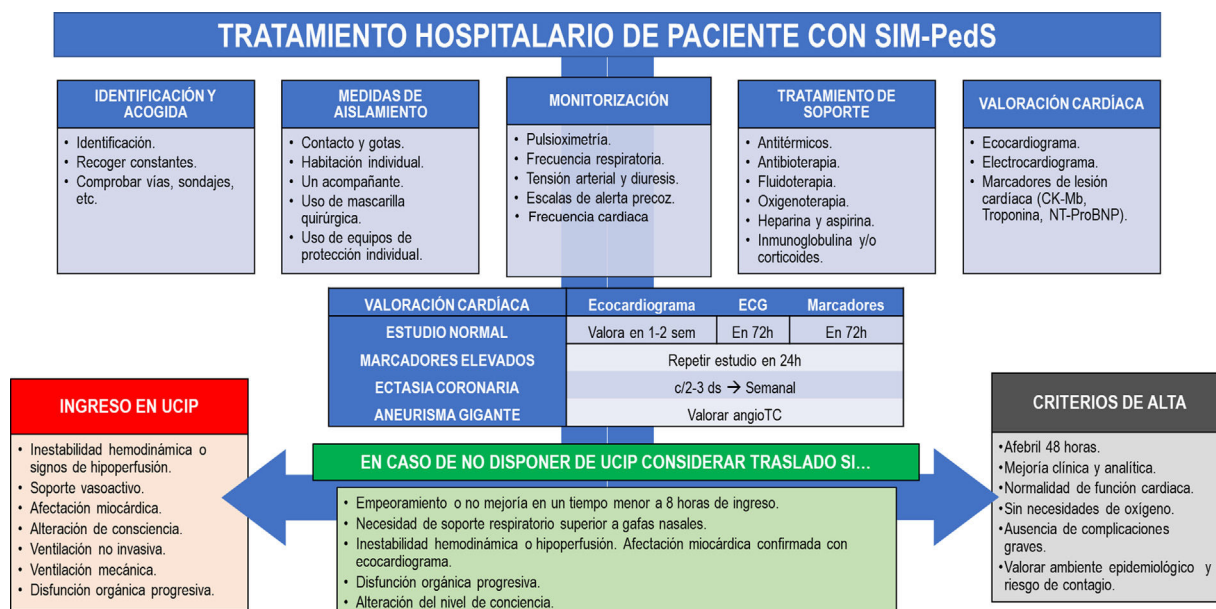 TRATAMIENTO HOSPITALARIO DE PACIENTE CON SIM-PedS
IDENTIFICACIÓN Y
ACOGIDA
• Identificación.
• Recoger constantes.
• Comprobar vías, sondajes,
etc.
MEDIDAS DE
AISLAMIENTO
• Contacto y gotas.
• Habitación individual.
• Un acompañante.
• Uso de mascarilla
quirúrgica.
• Uso de equipos de
protección individual.
MONITORIZACIÓN
• Pulsioximetría.
• Frecuencia respiratoria.
• Tensión arterial y diuresis.
• Escalas de alerta precoz.
• Frecuencia cardiaca
TRATAMIENTO DE
SOPORTE
• Antitérmicos.
• Antibioterapia.
• Fluidoterapia.
• Oxigenoterapia.
• Heparina y aspirina.
• Inmunoglobulina y/o
corticoides.
VALORACIÓN CARDÍACA
• Ecocardiograma.
• Electrocardiograma.
• Marcadores de lesión
cardíaca (CK-Mb,
Troponina, NT-ProBNP).
VALORACIÓN CARDÍACA Ecocardiograma ECG Marcadores
ESTUDIO NORMAL Valora en 1-2 sem En 72h En 72h
MARCADORES ELEVADOS Repetir estudio en 24h
ECTASIA CORONARIA c/2-3 ds → Semanal
ANEURISMA GIGANTE Valorar angioTC
INGRESO EN UCIP
• Inestabilidad hemodinámica o
signos de hipoperfusión.
• Soporte vasoactivo.
• Afectación miocárdica.
• Alteración de consciencia.
• Ventilación no invasiva.
• Ventilación mecánica.
• Disfunción orgánica progresiva.
EN CASO DE NO DISPONER DE UCIP CONSIDERAR TRASLADO SI…
• Empeoramiento o no mejoría en un tiempo menor a 8 horas de ingreso.
• Necesidad de soporte respiratorio superior a gafas nasales.
• Inestabilidad hemodinámica o hipoperfusión. Afectación miocárdica confirmada con
ecocardiograma.
• Disfunción orgánica progresiva.
• Alteración del nivel de conciencia.
CRITERIOS DE ALTA
•Afebril 48 horas.
•Mejoría clínica y analítica.
•Normalidad de función cardiaca.
•Sin necesidades de oxígeno.
•Ausencia de complicaciones
graves.
•Valorar ambiente epidemiológico y
riesgo de contagio.